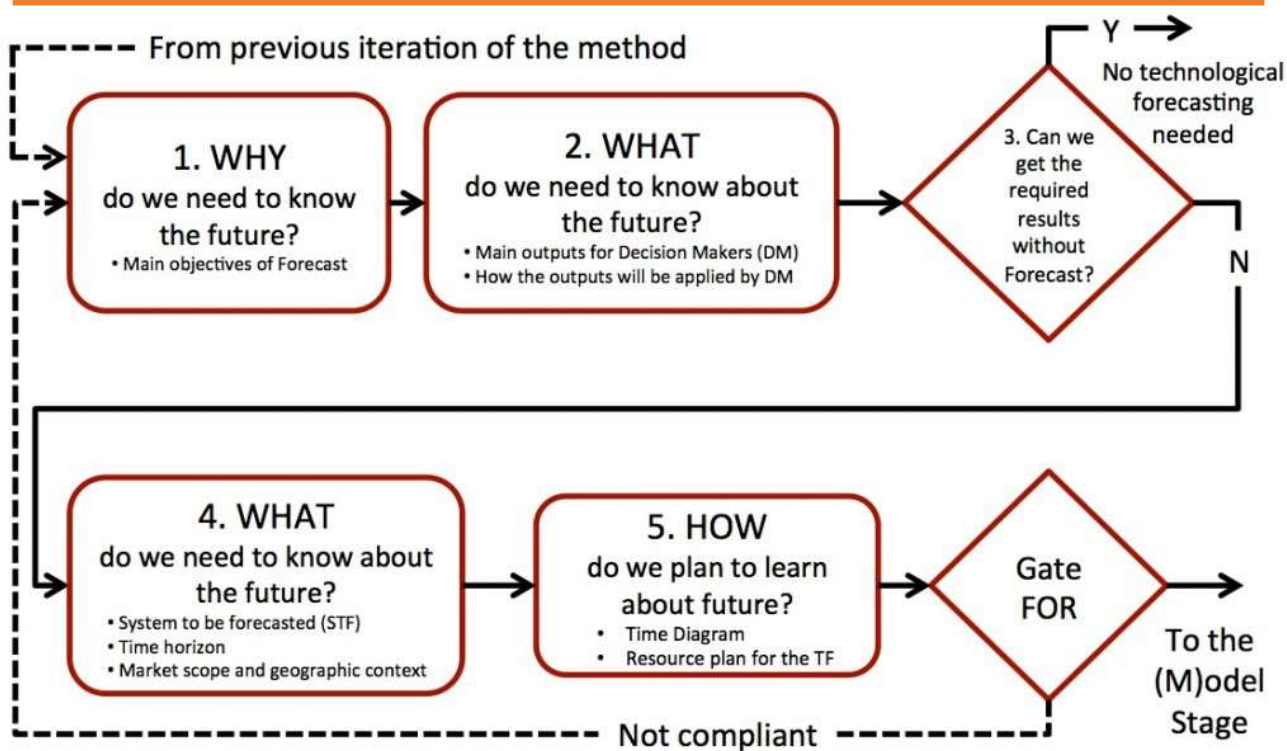 From previous iteration of the method
Y
No technological
forecasting
needed
1. WHY
do we need to know
the future?
• Main objectives of Forecast
2. WHAT
do we need to know about
the future?
• Main outputs for Decision Makers (DM)
• How the outputs will be applied by DM
3. Can we
get the
required
results
without
Forecast?
N
4. WHAT
do we need to know about
the future?
• System to be forecasted (STF)
• Time horizon
• Market scope and geographic context
5. HOW
do we plan to learn
about future?
• Time Diagram
• Resource plan for the TF
Gate
FOR
To the
(M)odel
Stage
Not compliant